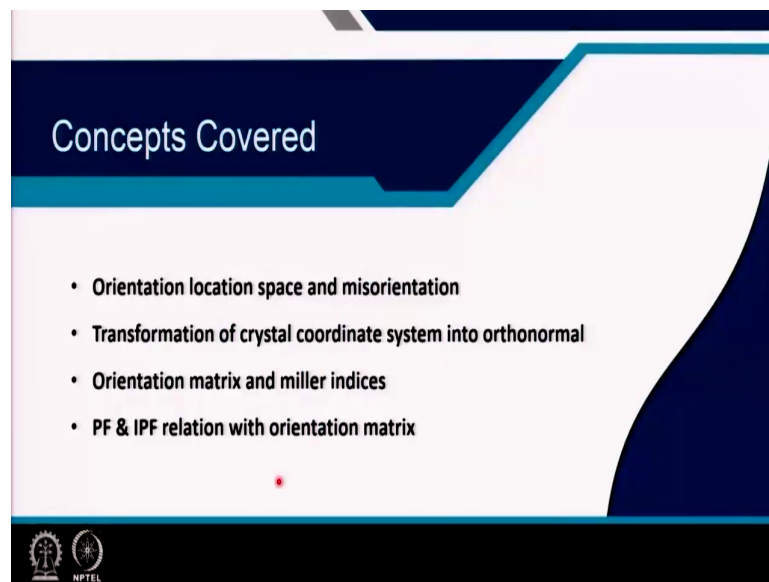 Concepts Covered
• Orientation location space and misorientation
• Transformation of crystal coordinate system into orthonormal
• Orientation matrix and miller indices
• PF & IPF relation with orientation matrix
NPTEL